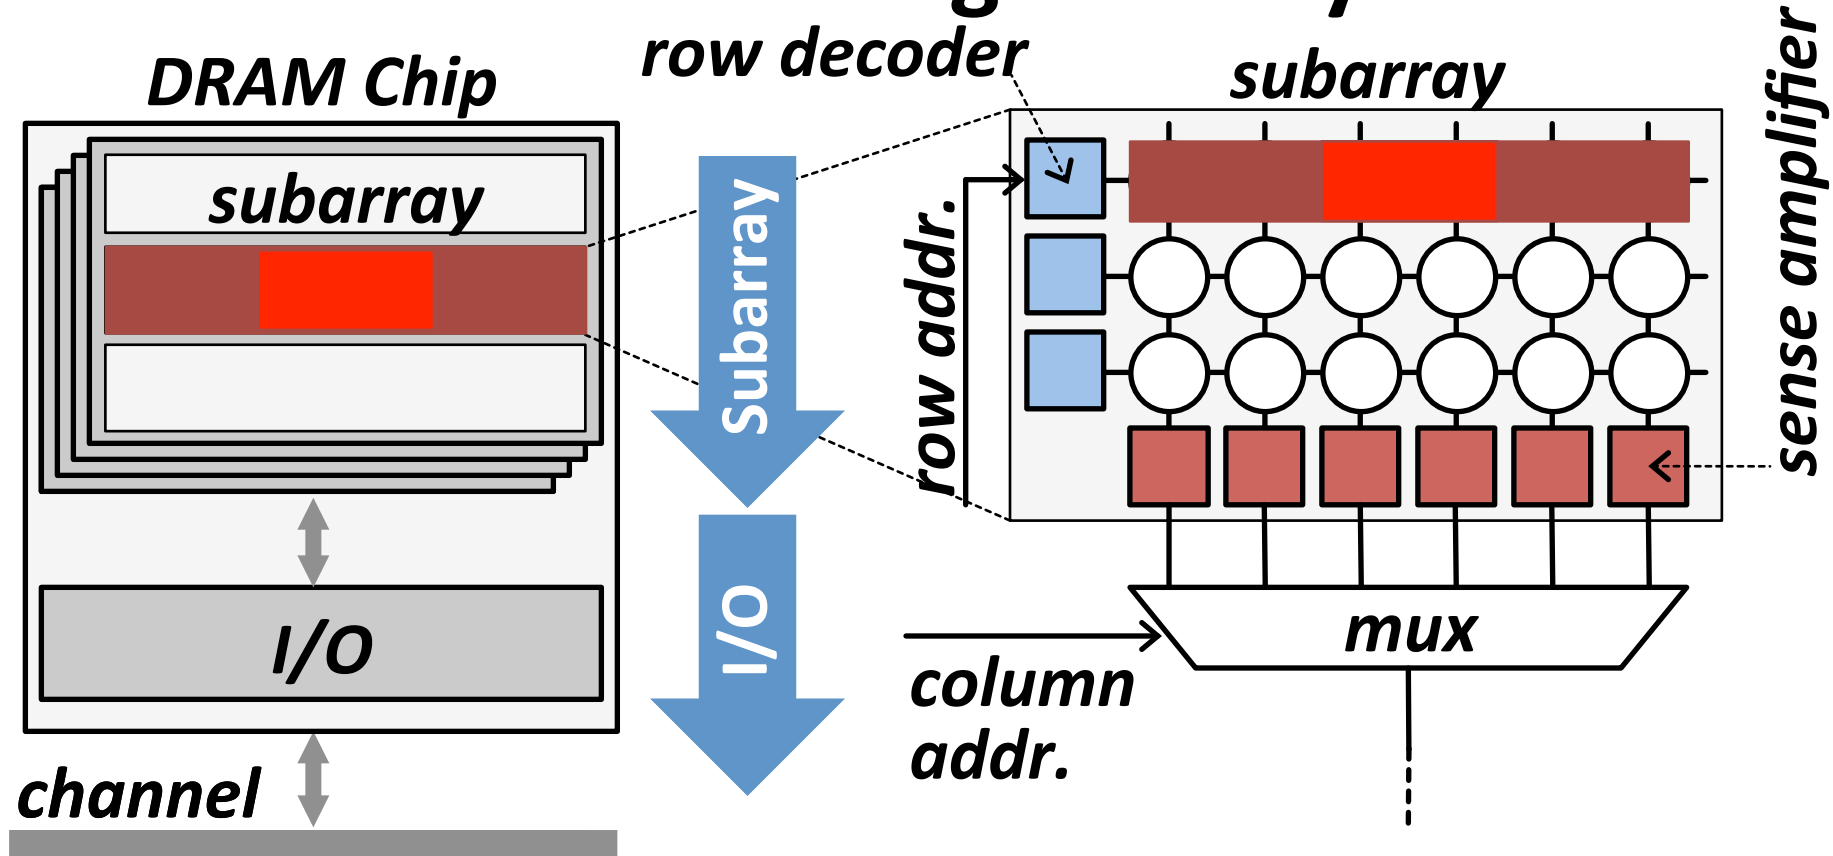 row decoder
DRAM Chip
subarray
sense amplifier
subarray
Subarray
row addr.
I/O
I/O
mux
column
addr.
channel